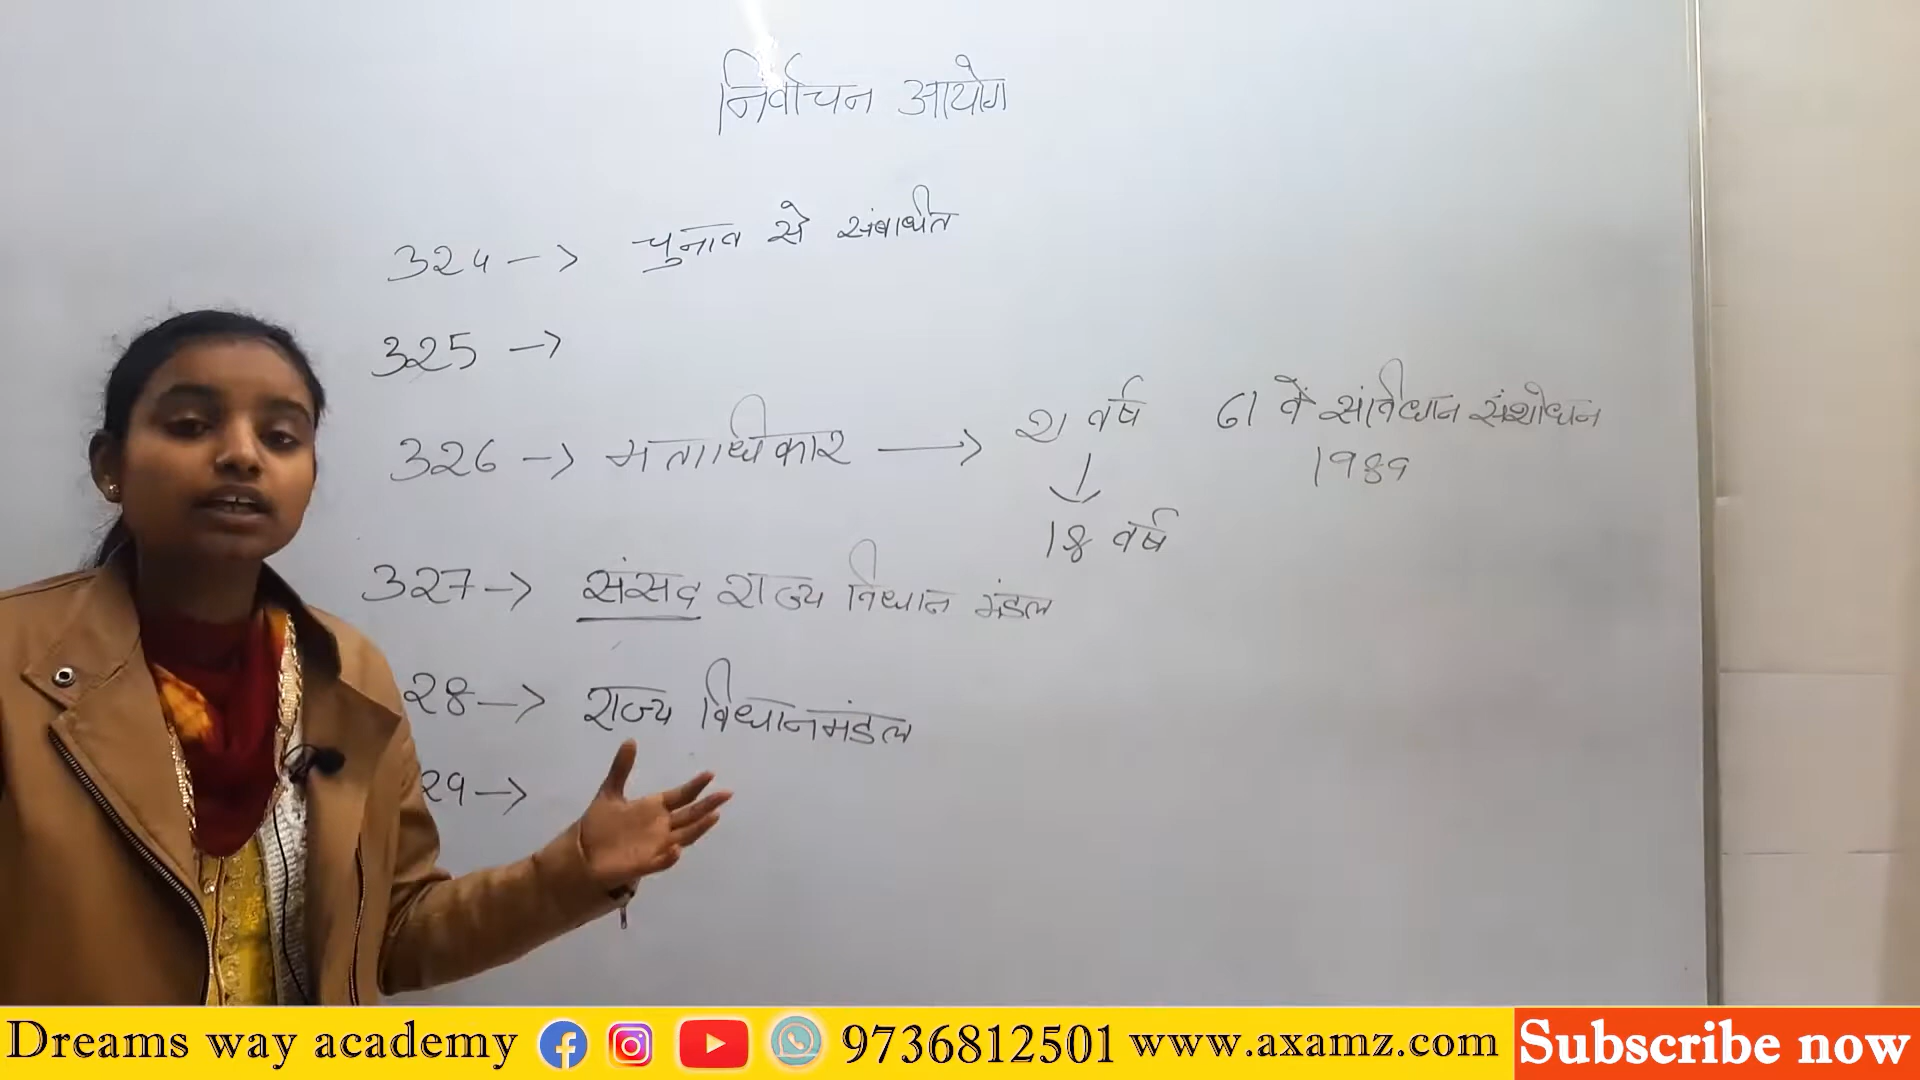 निर्वाचन आयोग
324 -> चुनाव से संबाधीत
325 ->
326 -> मताधिकार -> 21 वर्ष 61 वें संविधान संशोधन
1989
18 वर्ष
327 -> संसद राज्य विधान मंडल
28 -> राज्य विधानमंडल
29 ->
Dreams way academy 9736812501 www.axamz.com Subscribe now